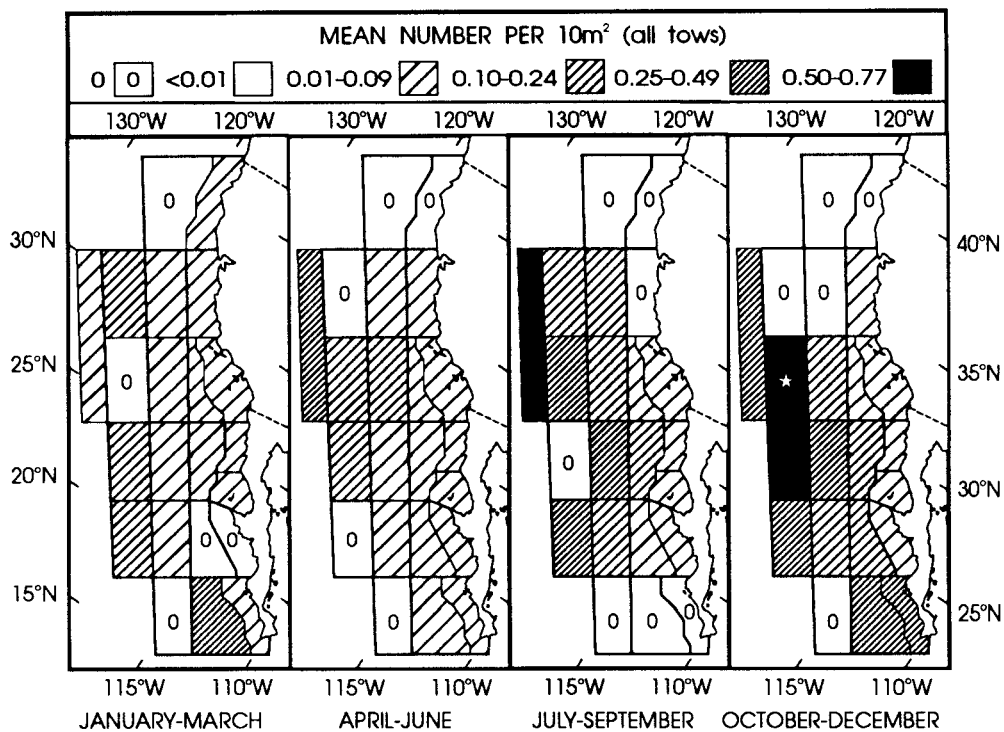 MEAN NUMBER PER 10m² (all tows)
0 0 <0.01 0.01-0.09 0.10-0.24 0.25-0.49 0.50-0.77
130°W 120°W 130°W 120°W 130°W 120°W 130°W 120°W
0 0 0 0 0 0 0
30°N 40°N
0 0 0 0
25°N 0 35°N
0
20°N 30°N
0 0 0
15°N 0 0 0 0 0 0 25°N
115°W 110°W 115°W 110°W 115°W 110°W 115°W 110°W
JANUARY-MARCH APRIL-JUNE JULY-SEPTEMBER OCTOBER-DECEMBER